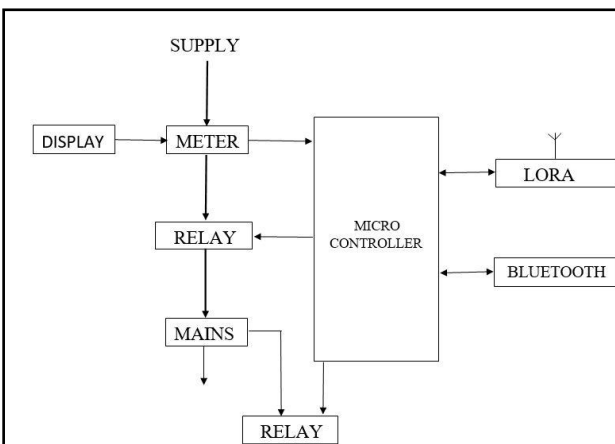 SUPPLY
DISPLAY
METER
LORA
MICRO
CONTROLLER
RELAY
BLUETOOTH
MAINS
RELAY